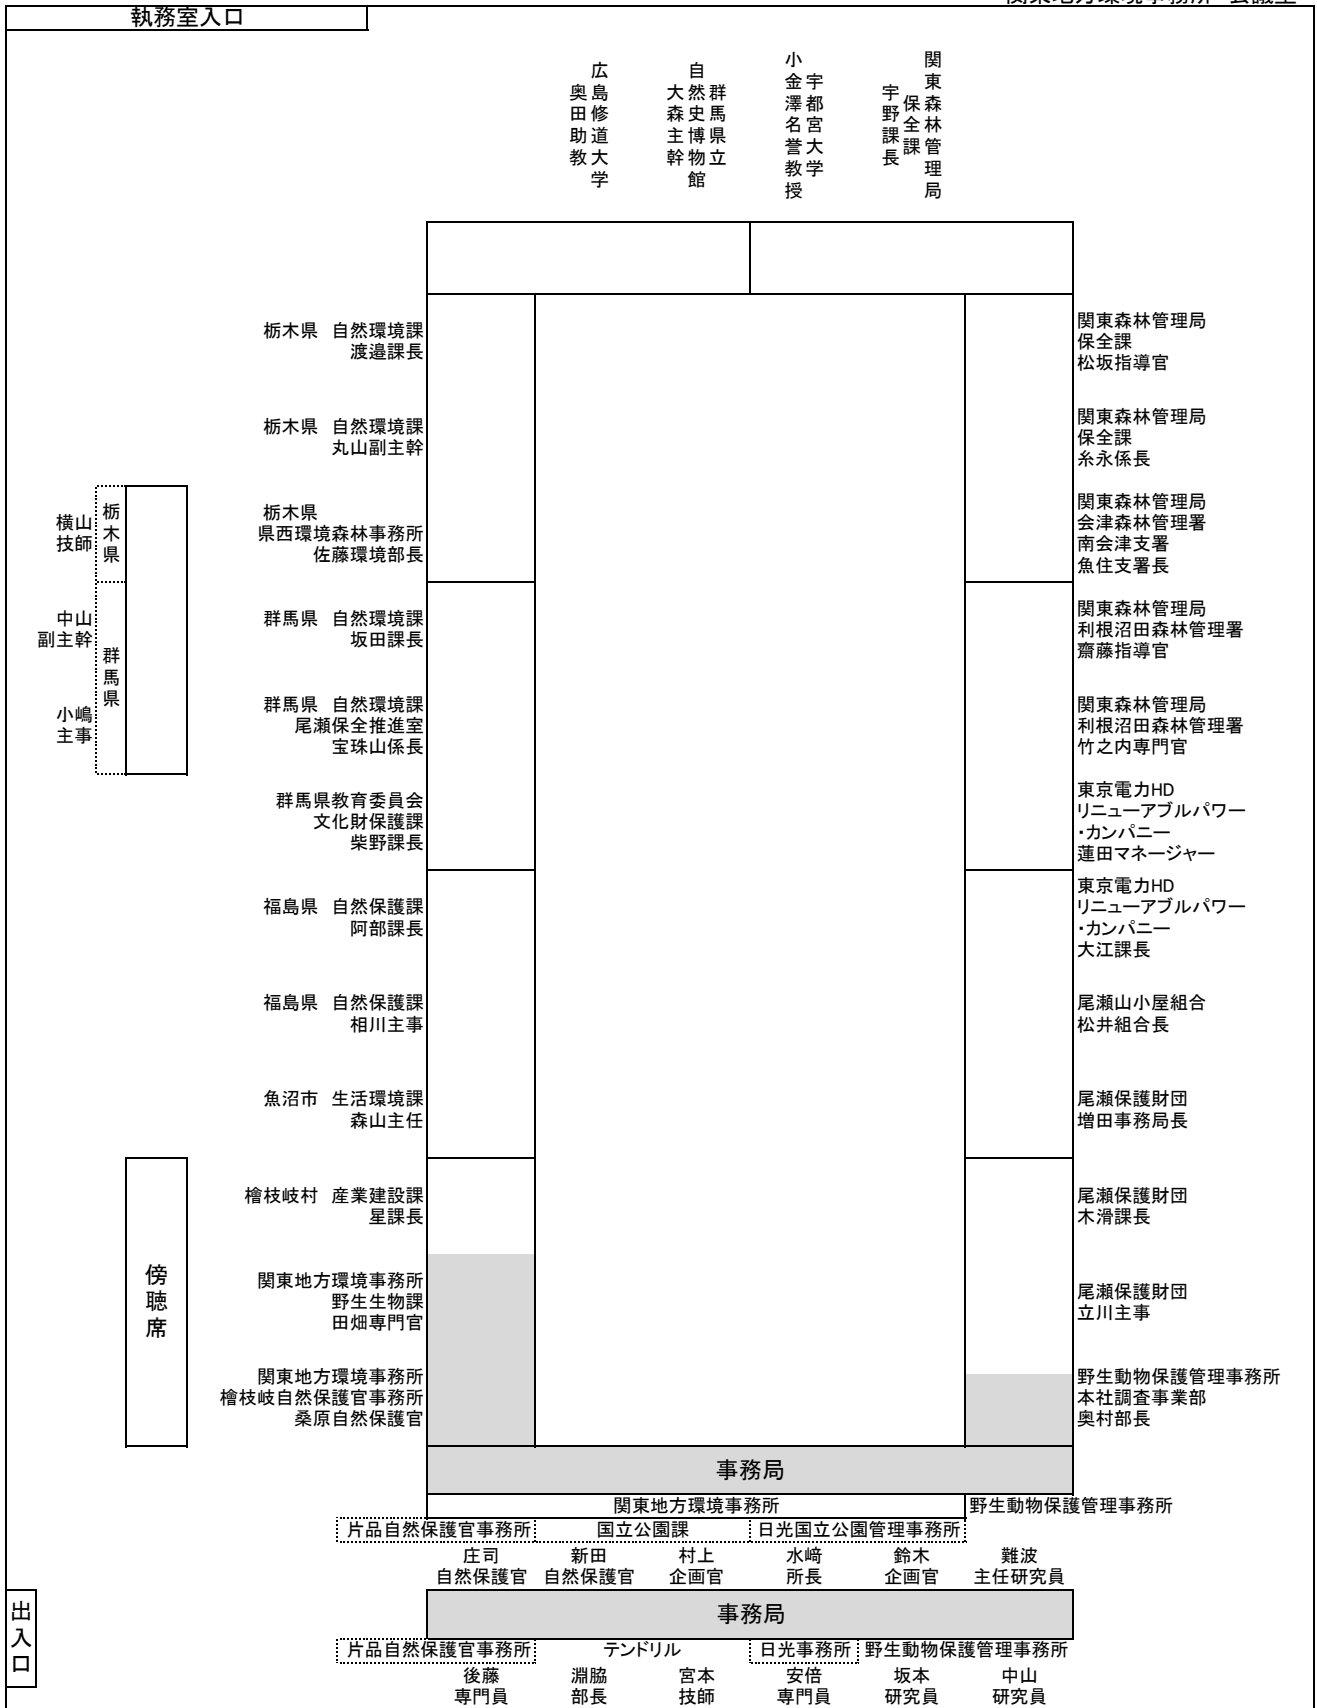 関東地方環境事務所 会議室
執務室入口
広島修道大学
奥田助教
群馬県立
自然史博物館
大森主幹
宇都宮大学
小金澤名誉教授
関東森林管理局
保全課
宇野課長
栃木県 自然環境課
渡邉課長
栃木県 自然環境課
丸山副主幹
栃木県
県西環境森林事務所
佐藤環境部長
群馬県 自然環境課
坂田課長
群馬県 自然環境課
尾瀬保全推進室
宝珠山係長
群馬県教育委員会
文化財保護課
柴野課長
福島県 自然保護課
阿部課長
福島県 自然保護課
相川主事
魚沼市 生活環境課
森山主任
檜枝岐村 産業建設課
星課長
関東地方環境事務所
野生生物課
田畑専門官
関東地方環境事務所
檜枝岐自然保護官事務所
桑原自然保護官
栃木県
横山
技師
群馬県
中山
副主幹
小嶋
主事
傍聴席
関東森林管理局
保全課
松坂指導官
関東森林管理局
保全課
糸永係長
関東森林管理局
会津森林管理署
南会津支署
魚住支署長
関東森林管理局
利根沼田森林管理署
齋藤指導官
関東森林管理局
利根沼田森林管理署
竹之内専門官
東京電力HD
リニューアブルパワー
・カンパニー
蓮田マネージャー
東京電力HD
リニューアブルパワー
・カンパニー
大江課長
尾瀬山小屋組合
松井組合長
尾瀬保護財団
増田事務局長
尾瀬保護財団
木滑課長
尾瀬保護財団
立川主事
野生動物保護管理事務所
本社調査事業部
奥村部長
事務局
関東地方環境事務所 野生動物保護管理事務所
片品自然保護官事務所 国立公園課 日光国立公園管理事務所
庄司 新田 村上 水﨑 鈴木 難波
自然保護官 自然保護官 企画官 所長 企画官 主任研究員
事務局
片品自然保護官事務所 テンドリル 日光事務所 野生動物保護管理事務所
後藤 淵脇 宮本 安倍 坂本 中山
専門員 部長 技師 専門員 研究員 研究員
出入口